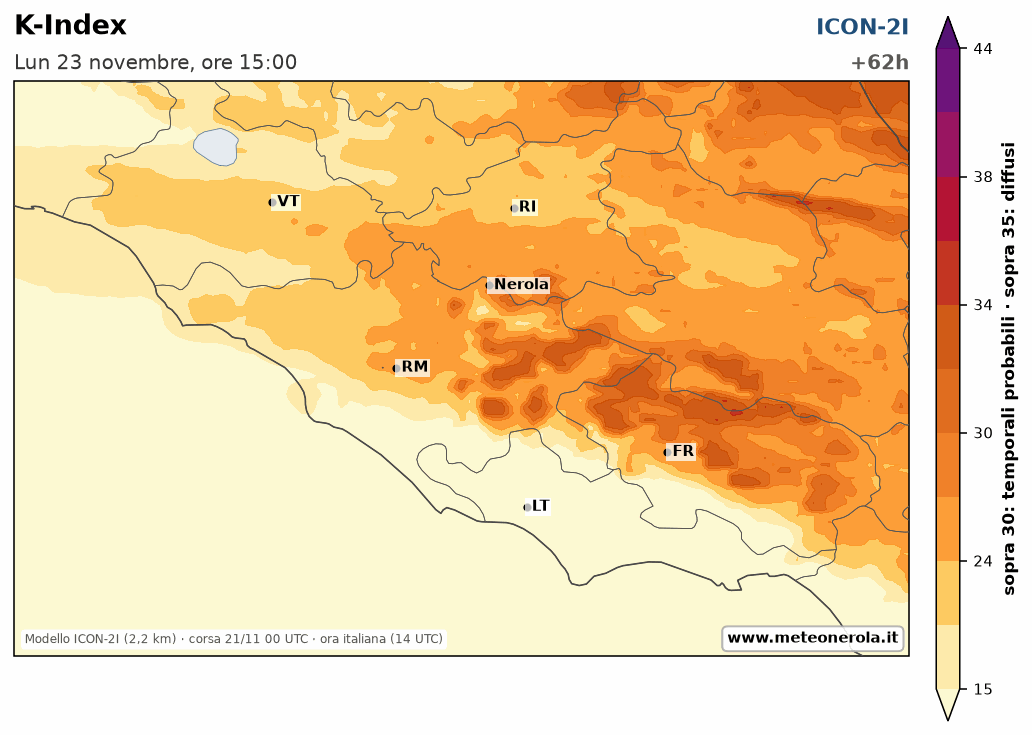 K-Index
ICON-2I
Lun 23 novembre, ore 15:00
+62h
VT
RI
Nerola
RM
FR
LT
Modello ICON-2I (2,2 km) · corsa 21/11 00 UTC · ora italiana (14 UTC)
www.meteonerola.it
44
38
34
30
24
15
sopra 30: temporali probabili · sopra 35: diffusi